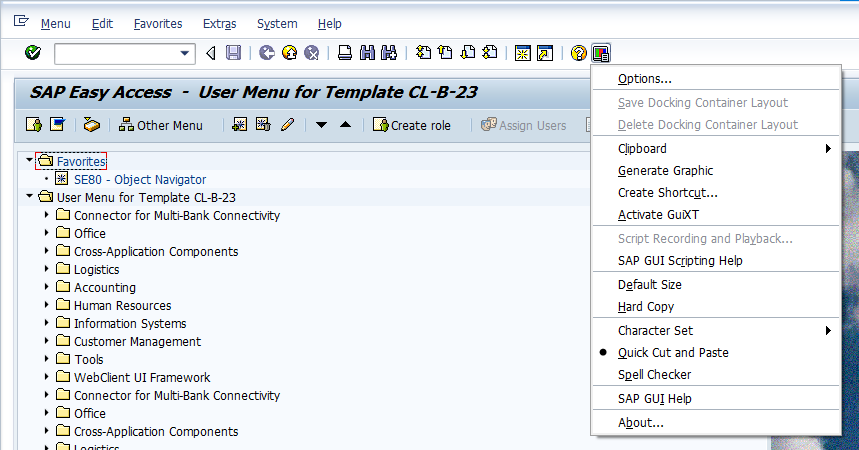 Menu Edit Favorites Extras System Help
SAP Easy Access - User Menu for Template CL-B-23
Other Menu Create role Assign Users
Favorites
SE80 - Object Navigator
User Menu for Template CL-B-23
Connector for Multi-Bank Connectivity
Office
Cross-Application Components
Logistics
Accounting
Human Resources
Information Systems
Customer Management
Tools
WebClient UI Framework
Connector for Multi-Bank Connectivity
Office
Cross-Application Components
Logistics
Options...
Save Docking Container Layout
Delete Docking Container Layout
Clipboard
Generate Graphic
Create Shortcut...
Activate GuiXT
Script Recording and Playback...
SAP GUI Scripting Help
Default Size
Hard Copy
Character Set
Quick Cut and Paste
Spell Checker
SAP GUI Help
About...